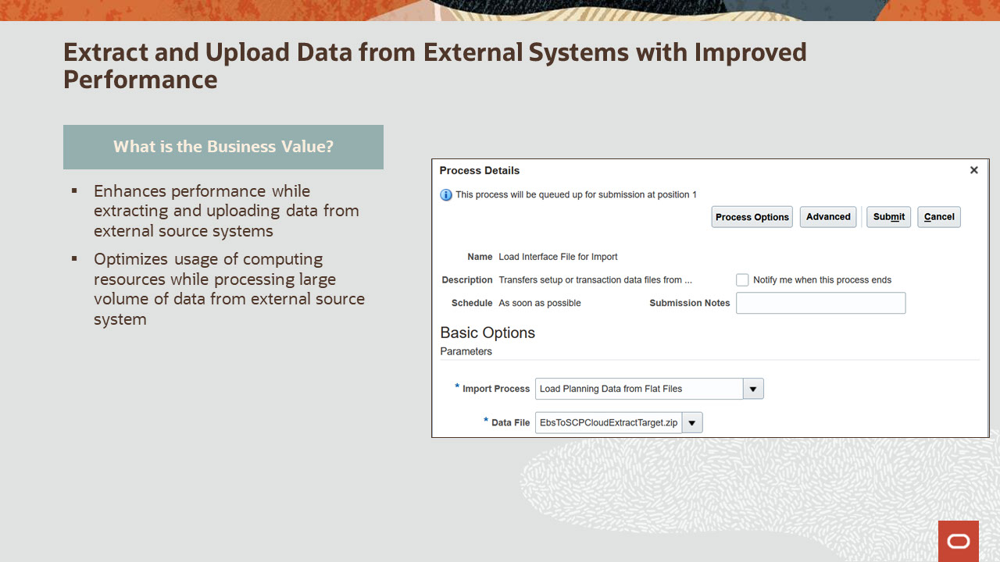 Extract and Upload Data from External Systems with Improved
Performance
What is the Business Value?
▪ Enhances performance while
extracting and uploading data from
external source systems
▪ Optimizes usage of computing
resources while processing large
volume of data from external source
system
Process Details
This process will be queued up for submission at position 1
Process Options Advanced Submit Cancel
Name Load Interface File for Import
Description Transfers setup or transaction data files from ... Notify me when this process ends
Schedule As soon as possible Submission Notes
Basic Options
Parameters
* Import Process Load Planning Data from Flat Files
* Data File EbsToSCPCloudExtractTarget.zip